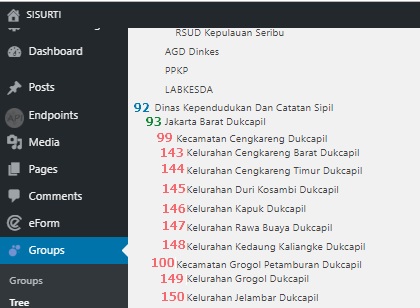 SISURTI
Dashboard
Posts
API
Endpoints
Media
Pages
Comments
eForm
Groups
Groups
Tree
RSUD Kepulauan Seribu
AGD Dinkes
PPKP
LABKESDA
92 Dinas Kependudukan Dan Catatan Sipil
93 Jakarta Barat Dukcapil
99 Kecamatan Cengkareng Dukcapil
143 Kelurahan Cengkareng Barat Dukcapil
144 Kelurahan Cengkareng Timur Dukcapil
145 Kelurahan Duri Kosambi Dukcapil
146 Kelurahan Kapuk Dukcapil
147 Kelurahan Rawa Buaya Dukcapil
148 Kelurahan Kedaung Kaliangke Dukcapil
100 Kecamatan Grogol Petamburan Dukcapil
149 Kelurahan Grogol Dukcapil
150 Kelurahan Jelambar Dukcapil